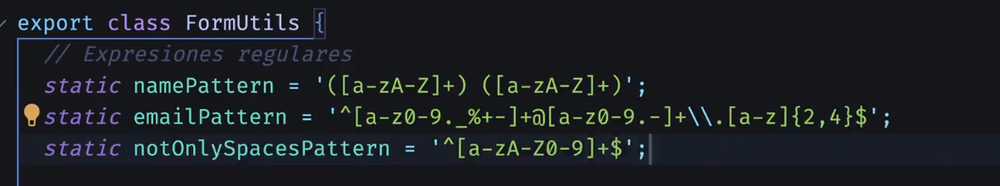 export class FormUtils {
// Expresiones regulares
static namePattern = '([a-zA-Z]+) ([a-zA-Z]+)';
static emailPattern = '^[a-z0-9._%+-]+@[a-z0-9.-]+\\.[a-z]{2,4}$';
static notOnlySpacesPattern = '^[a-zA-Z0-9]+$';